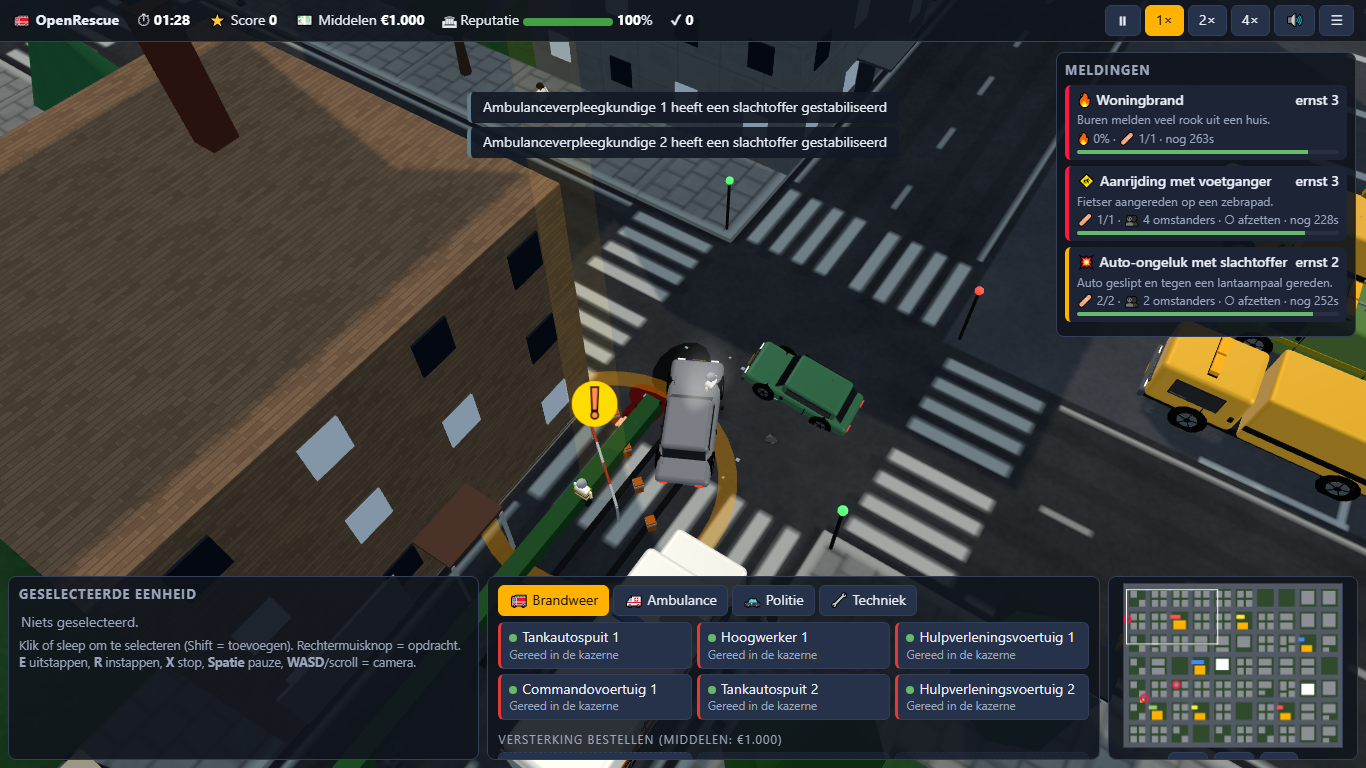 OpenRescue 01:28 Score 0 Middelen €1.000 Reputatie 100% ✓ 0
1× 2× 4×
MELDINGEN
Woningbrand ernst 3
Buren melden veel rook uit een huis.
0% · 1/1 · nog 263s
Aanrijding met voetganger ernst 3
Fietser aangereden op een zebrapad.
1/1 · 4 omstanders · afzetten · nog 228s
Auto-ongeluk met slachtoffer ernst 2
Auto geslipt en tegen een lantaarnpaal gereden.
2/2 · 2 omstanders · afzetten · nog 252s
Ambulanceverpleegkundige 1 heeft een slachtoffer gestabiliseerd
Ambulanceverpleegkundige 2 heeft een slachtoffer gestabiliseerd
!
GESELECTEERDE EENHEID
Niets geselecteerd.
Klik of sleep om te selecteren (Shift = toevoegen). Rechtermuisknop = opdracht.
E uitstappen, R instappen, X stop, Spatie pauze, WASD/scroll = camera.
Brandweer Ambulance Politie Techniek
Tankautospuit 1 Hoogwerker 1 Hulpverleningsvoertuig 1
Gereed in de kazerne Gereed in de kazerne Gereed in de kazerne
Commandovoertuig 1 Tankautospuit 2 Hulpverleningsvoertuig 2
Gereed in de kazerne Gereed in de kazerne Gereed in de kazerne
VERSTERKING BESTELLEN (MIDDELEN: €1.000)